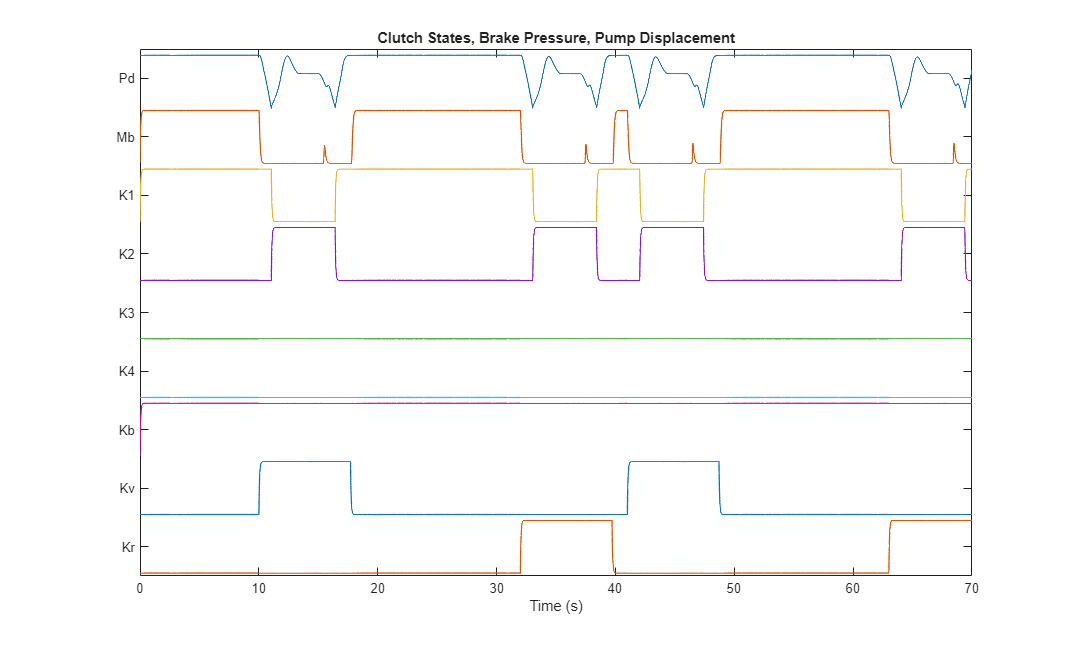 Clutch States, Brake Pressure, Pump Displacement
Pd
Mb
K1
K2
K3
K4
Kb
Kv
Kr
0 10 20 30 40 50 60 70
Time (s)